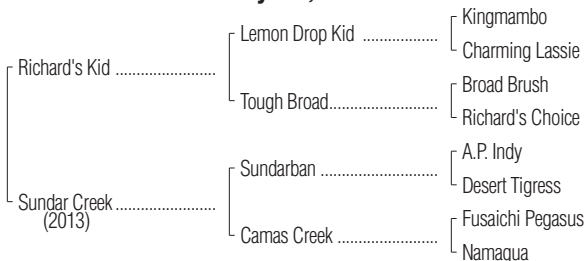 Kingmambo
Lemon Drop Kid ..................
Charming Lassie
Richard's Kid ........................
Broad Brush
Tough Broad..........................
Richard's Choice
A.P. Indy
Sundarban ............................
Desert Tigress
Sundar Creek ........................
(2013)
Fusaichi Pegasus
Camas Creek ........................
Namaqua